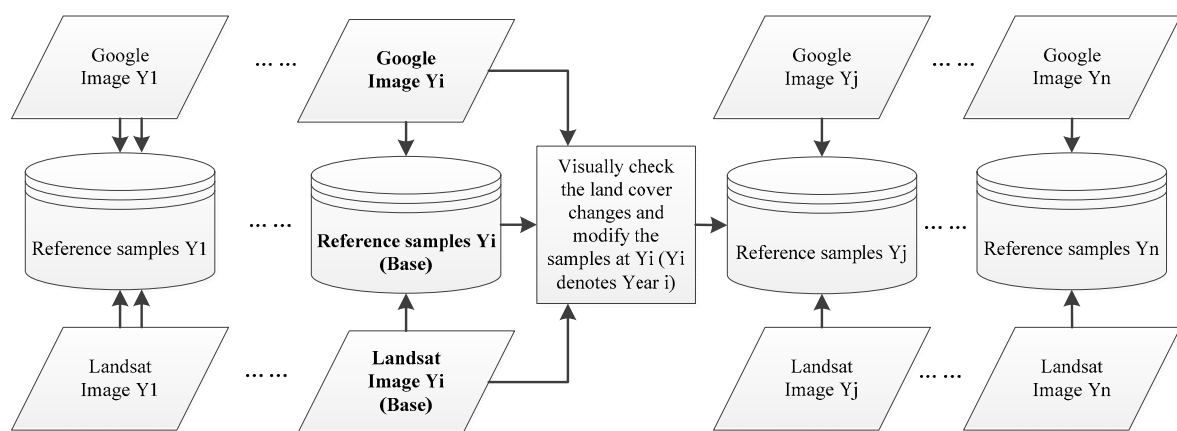 Google
Image Y1
... ...
Google
Image Yi
Google
Image Yj
... ...
Google
Image Yn
Reference samples Y1
... ...
Reference samples Yi
(Base)
Visually check
the land cover
changes and
modify the
samples at Yi (Yi
denotes Year i)
Reference samples Yj
... ...
Reference samples Yn
Landsat
Image Y1
... ...
Landsat
Image Yi
(Base)
Landsat
Image Yj
... ...
Landsat
Image Yn